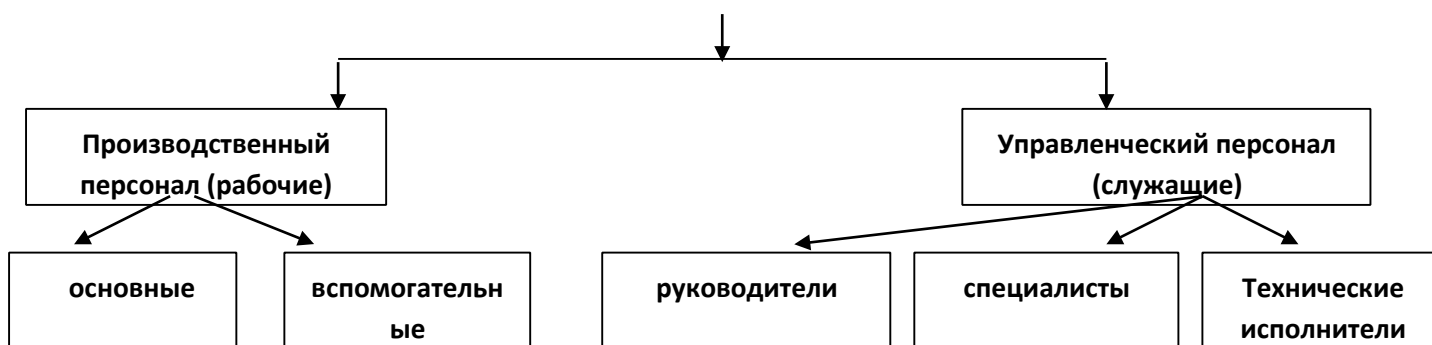 Производственный
персонал (рабочие)
Управленческий персонал
(служащие)
основные
вспомогательн
ые
руководители
специалисты
Технические
исполнители